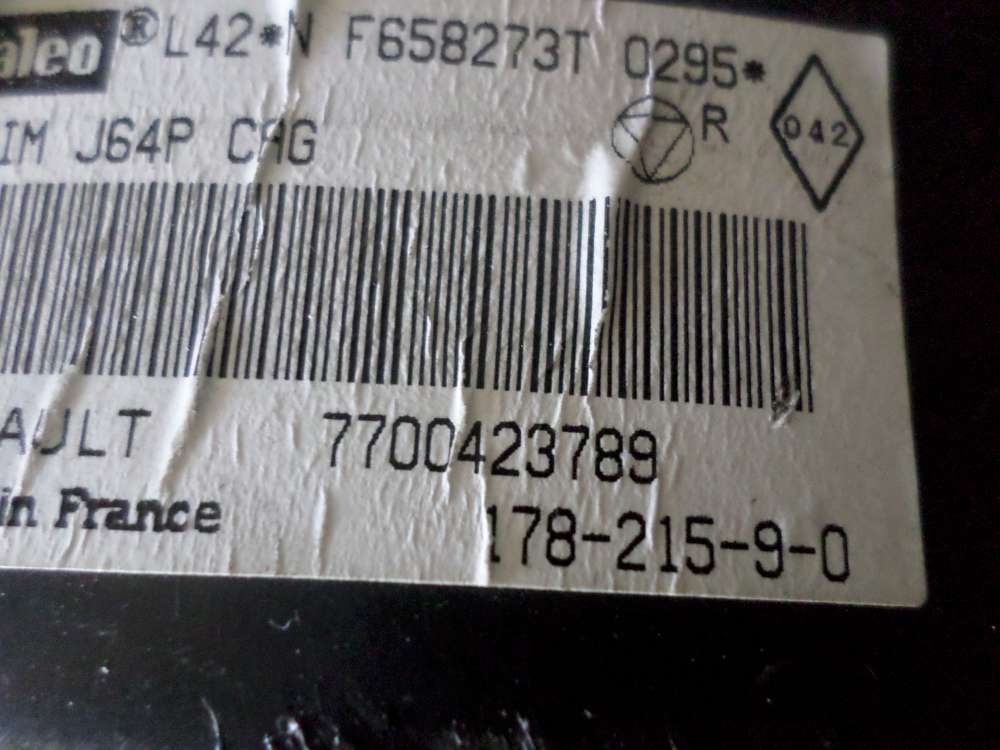 aleo ® L42*N F658273T 0295*
IM J64P CAG R 042
AULT 7700423789
in France 178-215-9-0